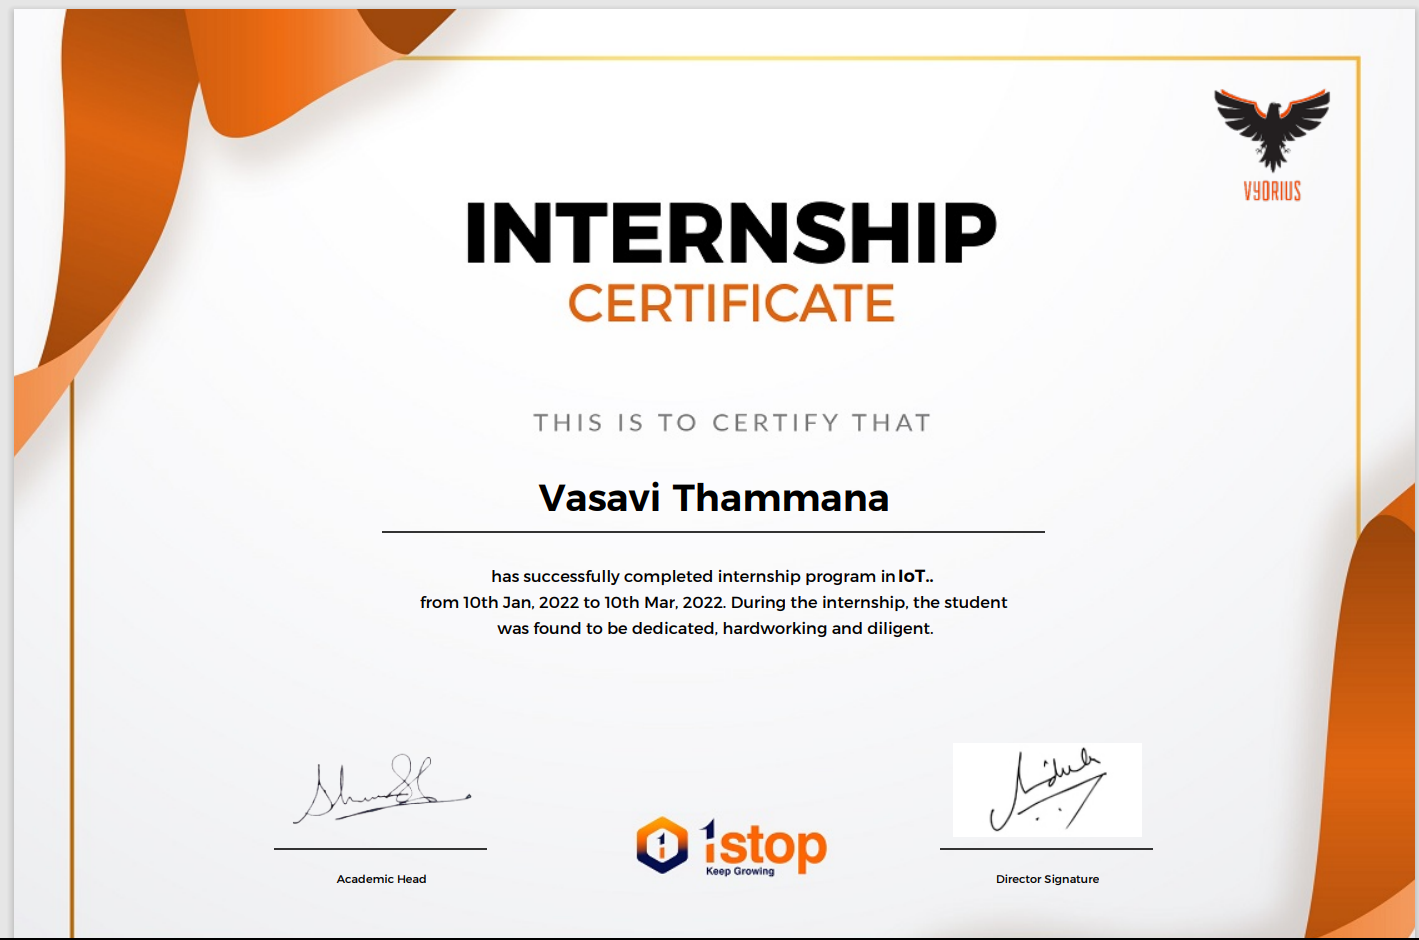 VYORIUS
INTERNSHIP
CERTIFICATE
THIS IS TO CERTIFY THAT
Vasavi Thammana
has successfully completed internship program in IoT..
from 10th Jan, 2022 to 10th Mar, 2022. During the internship, the student
was found to be dedicated, hardworking and diligent.
1stop
Keep Growing
Academic Head
Director Signature